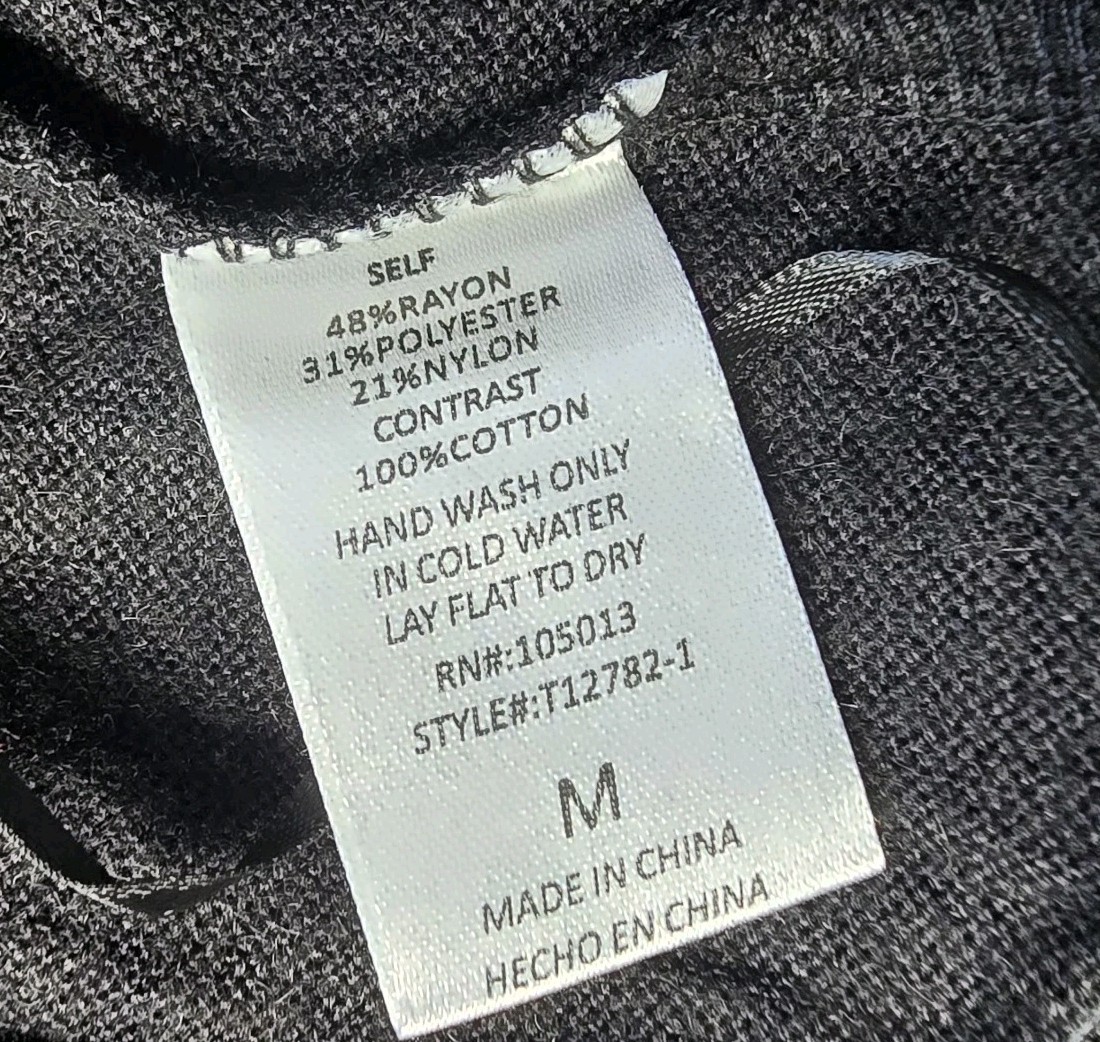 SELF
48%RAYON
31%POLYESTER
21%NYLON
CONTRAST
100%COTTON
HAND WASH ONLY
IN COLD WATER
LAY FLAT TO DRY
RN#:105013
STYLE#:T12782-1
M
MADE IN CHINA
HECHO EN CHINA